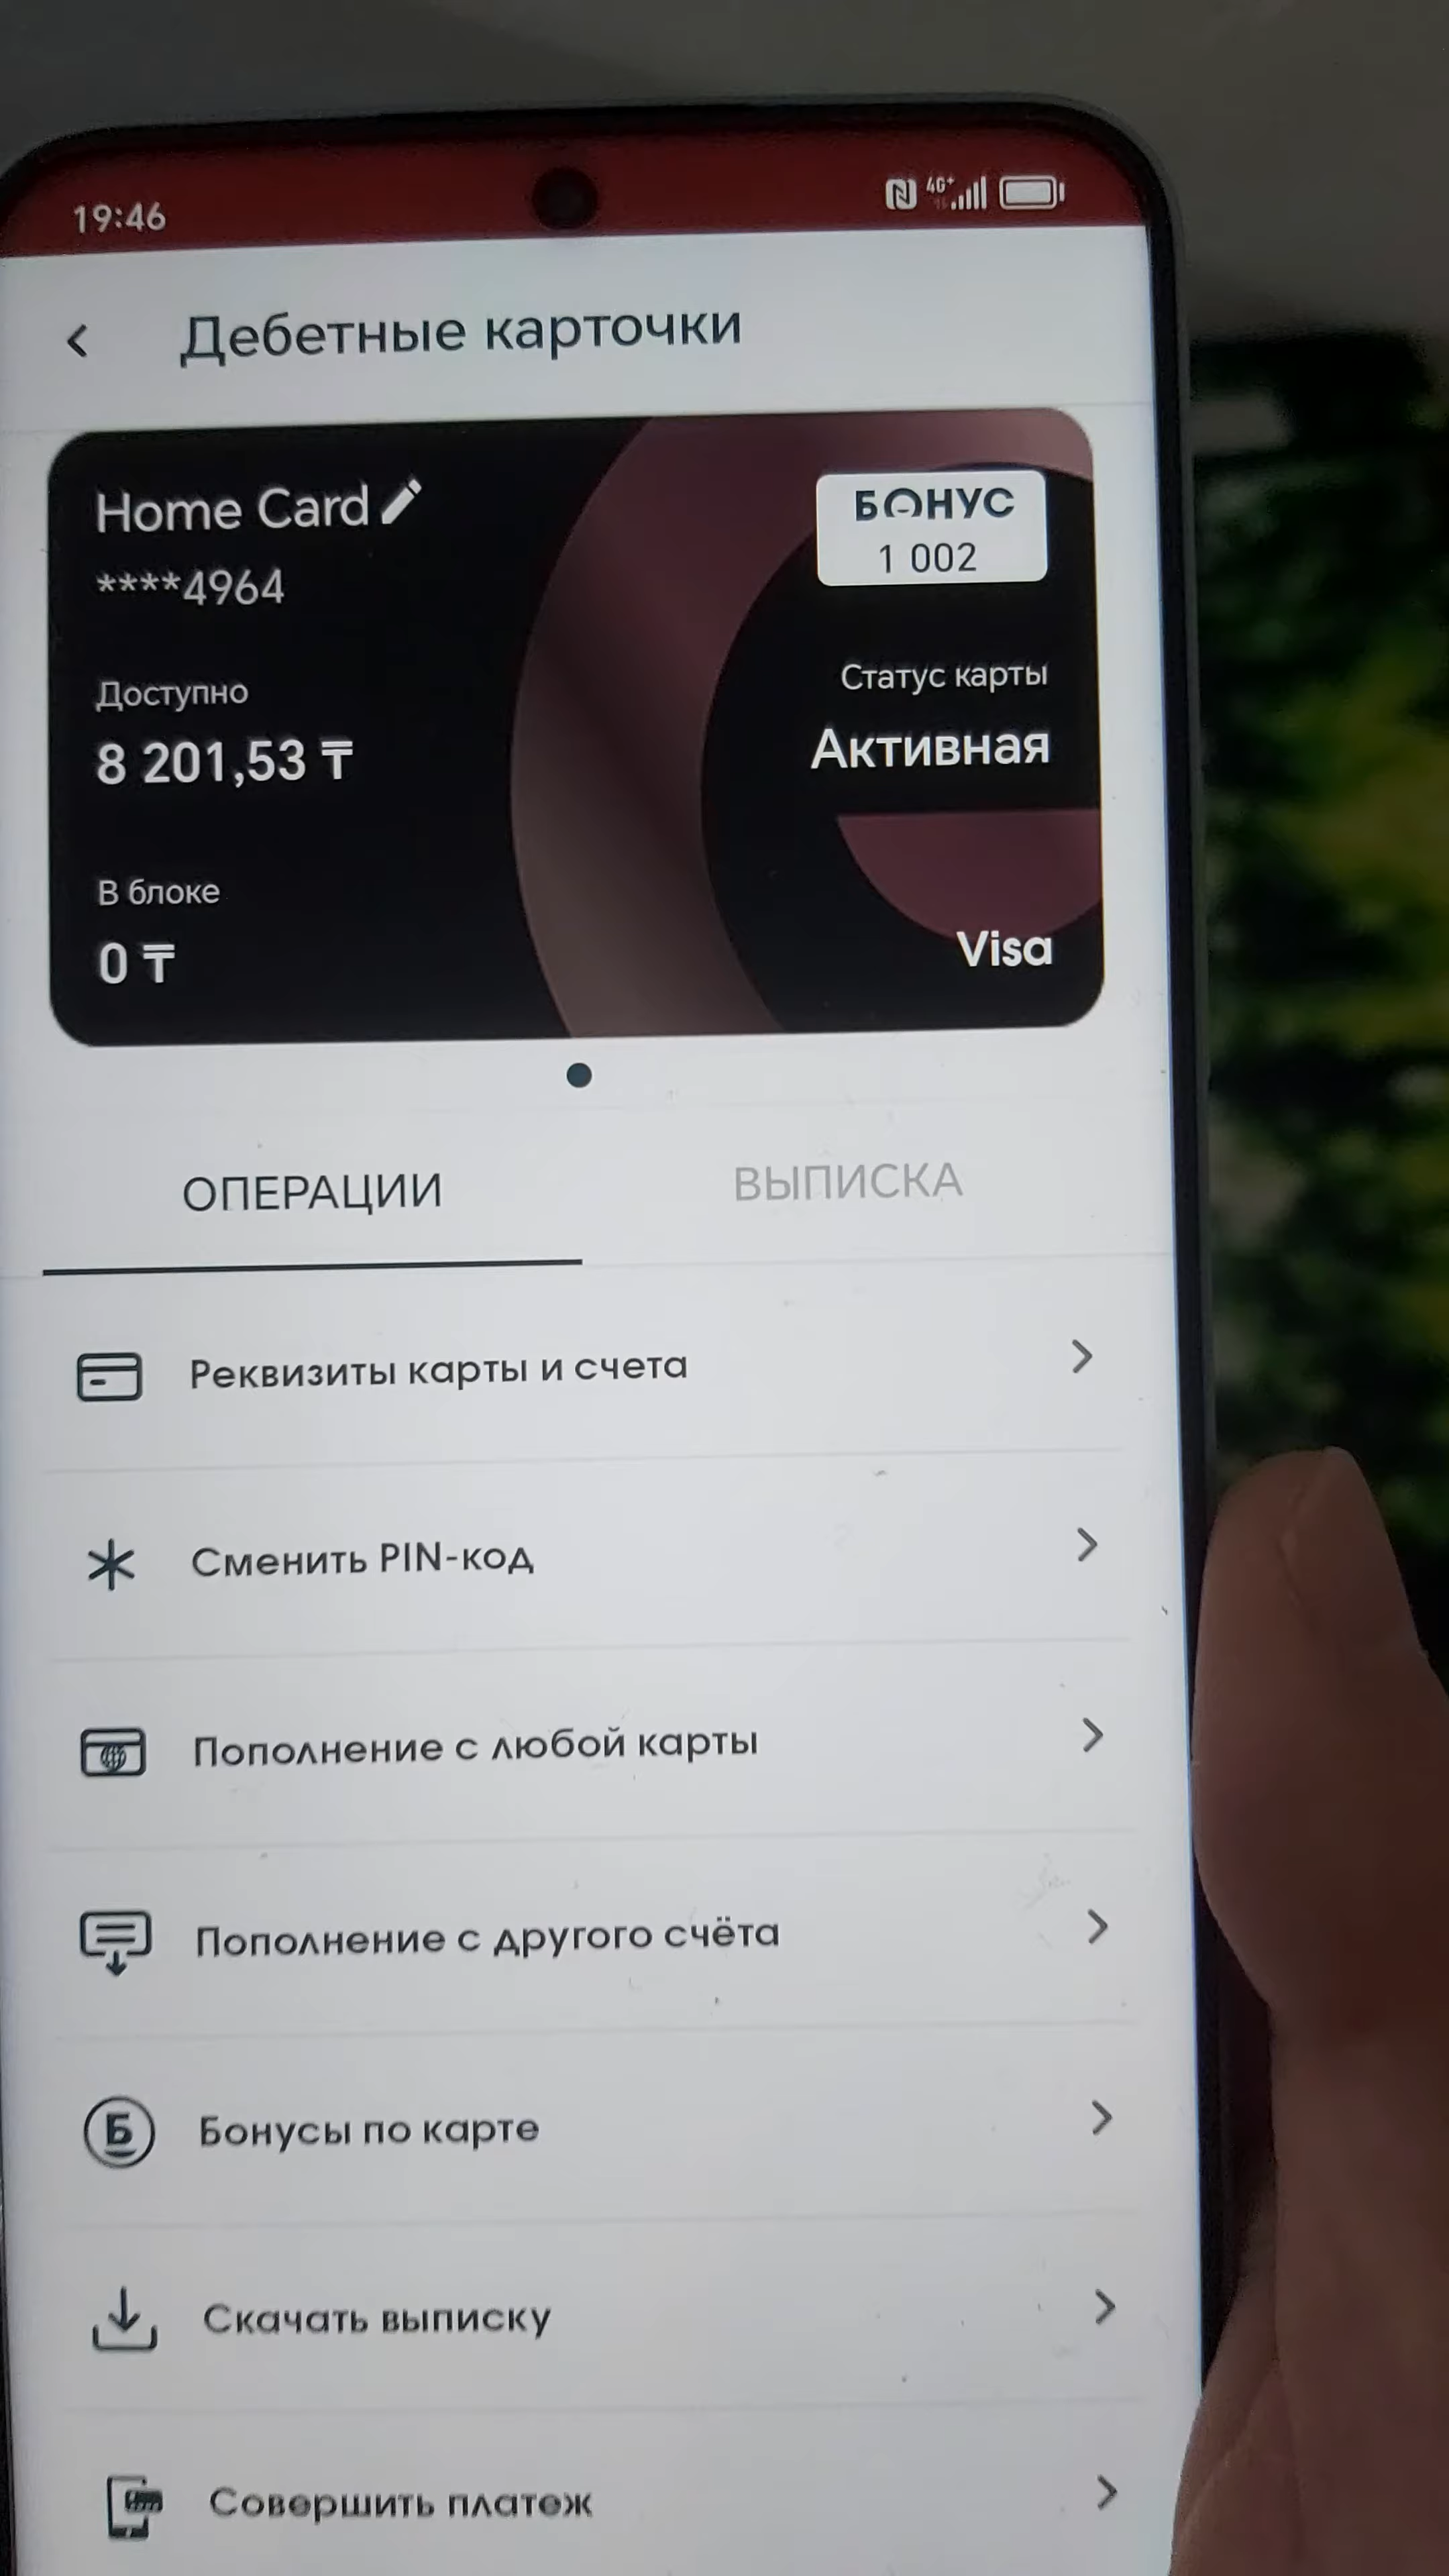 19:46
4G+
Дебетные карточки
Home Card
БОНУС
1 002
****4964
Статус карты
Доступно
Активная
8 201,53 ₸
В блоке
0 ₸
Visa
ОПЕРАЦИИ
ВЫПИСКА
Реквизиты карты и счета
Сменить PIN-код
Пополнение с любой карты
Пополнение с другого счёта
Б
Бонусы по карте
Скачать выписку
Совершить платеж